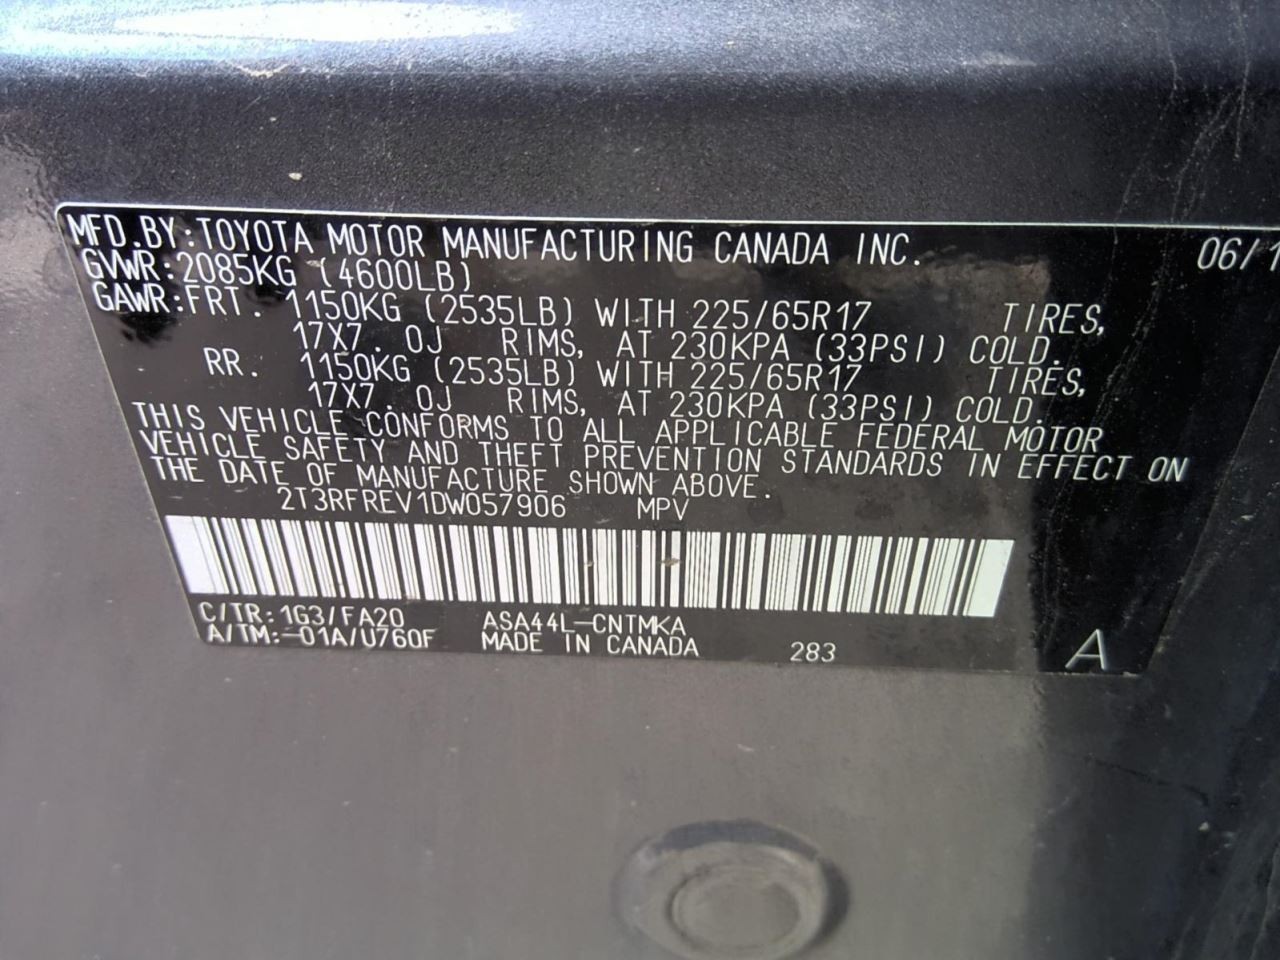 MFD.BY:TOYOTA MOTOR MANUFACTURING CANADA INC. 06/1
GVWR:2085KG (4600LB)
GAWR:FRT. 1150KG (2535LB) WITH 225/65R17 TIRES,
17X7.0J RIMS, AT 230KPA (33PSI) COLD.
RR. 1150KG (2535LB) WITH 225/65R17 TIRES,
17X7.0J RIMS, AT 230KPA (33PSI) COLD.
THIS VEHICLE CONFORMS TO ALL APPLICABLE FEDERAL MOTOR
VEHICLE SAFETY AND THEFT PREVENTION STANDARDS IN EFFECT ON
THE DATE OF MANUFACTURE SHOWN ABOVE.
2T3RFREV1DW057906 MPV
C/TR:1G3/FA20 ASA44L-CNTMKA
A/TM:-01A/U760F MADE IN CANADA 283 A